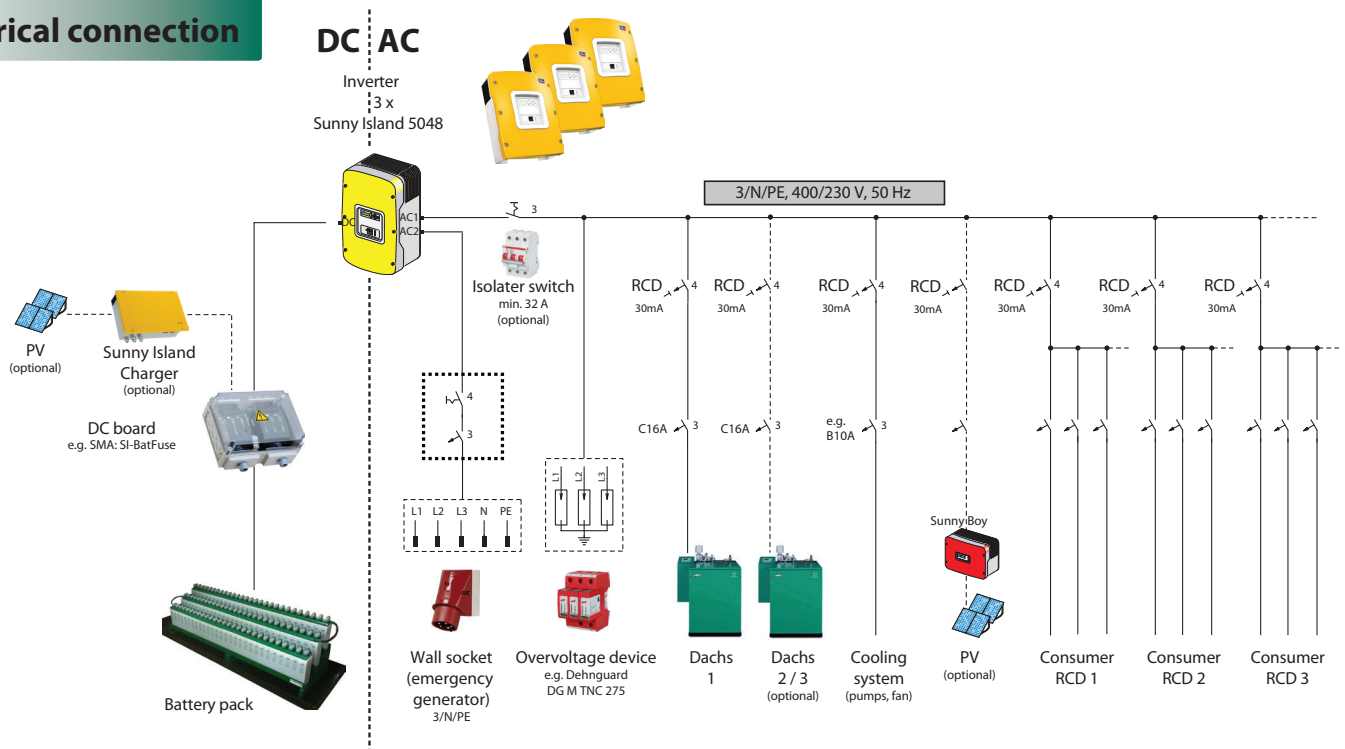 rical connection
DC AC
Inverter
3 x
Sunny Island 5048
AC1
AC2
3
3/N/PE, 400/230 V, 50 Hz
Isolater switch
min. 32 A
(optional)
RCD 4
30mA
RCD 4
30mA
RCD 4
30mA
RCD
30mA
RCD 4
30mA
RCD 4
30mA
RCD 4
30mA
PV
(optional)
Sunny Island
Charger
(optional)
DC board
e.g. SMA: SI-BatFuse
4
3
C16A 3
C16A 3
e.g.
B10A 3
L1 L2 L3
L1 L2 L3 N PE
Sunny Boy
Battery pack
Wall socket
(emergency
generator)
3/N/PE
Overvoltage device
e.g. Dehnguard
DG M TNC 275
Dachs
1
Dachs
2 / 3
(optional)
Cooling
system
(pumps, fan)
PV
(optional)
Consumer
RCD 1
Consumer
RCD 2
Consumer
RCD 3